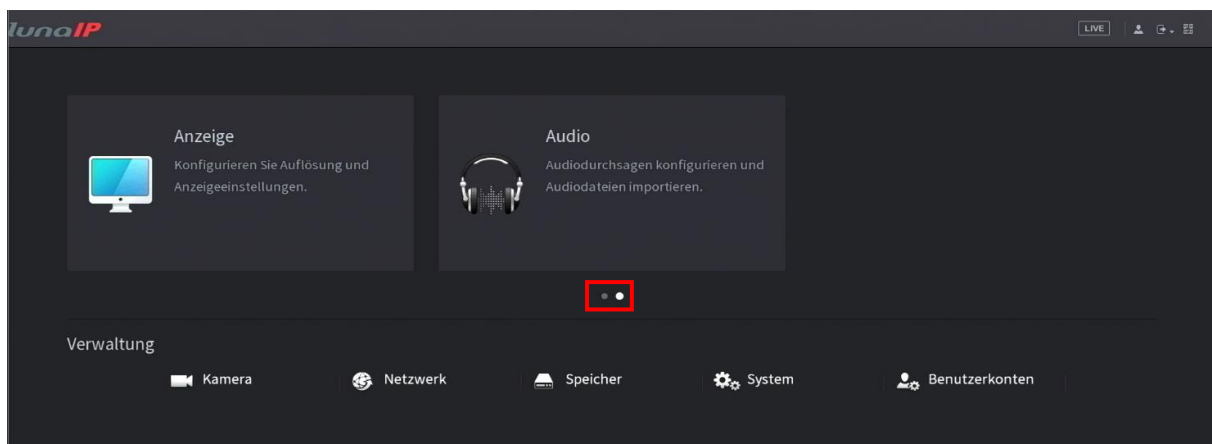 lunaIP
LIVE
Anzeige
Konfigurieren Sie Auflösung und
Anzeigeeinstellungen.
Audio
Audiodurchsagen konfigurieren und
Audiodateien importieren.
Verwaltung
Kamera
Netzwerk
Speicher
System
Benutzerkonten